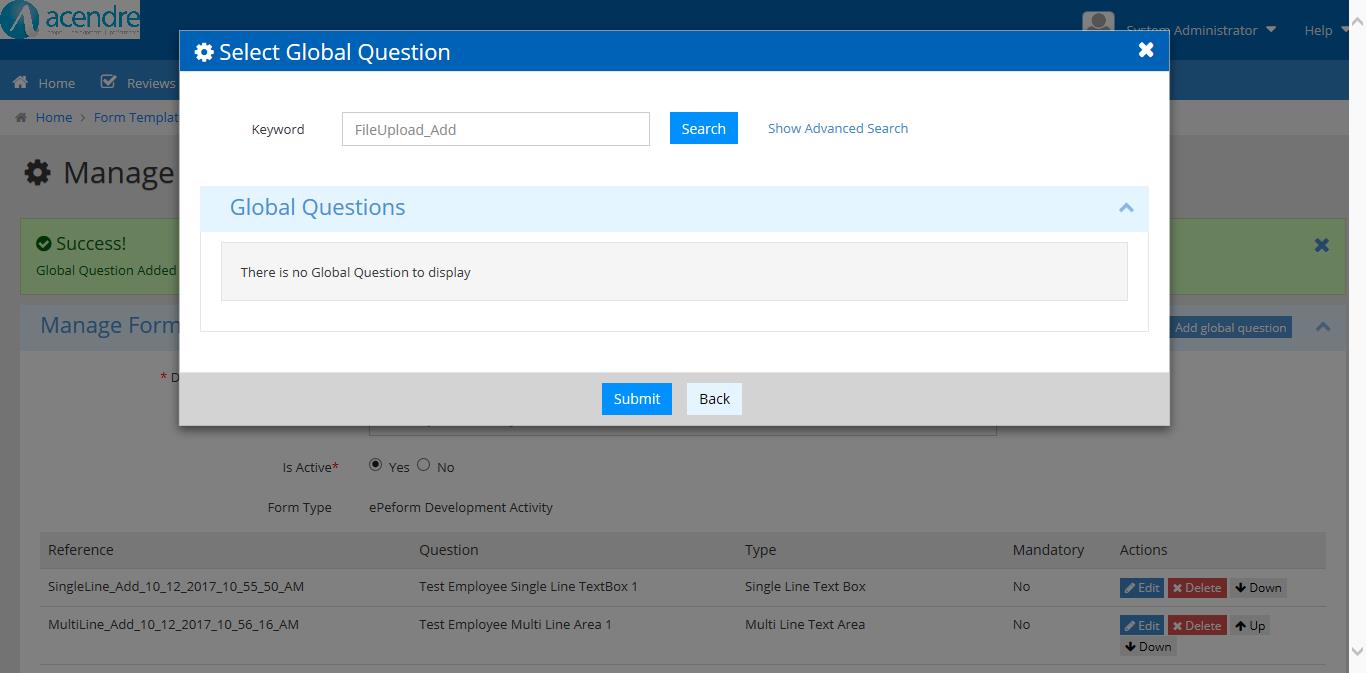 acendre
System Administrator
Help
Select Global Question
Home
Reviews
Home > Form Templat
Keyword
FileUpload_Add
Search
Show Advanced Search
Manage
Global Questions
Success!
Global Question Added
There is no Global Question to display
Manage Form
Add global question
* D
Submit
Back
Is Active*
Yes
No
Form Type
ePeform Development Activity
Reference Question Type Mandatory Actions
SingleLine_Add_10_12_2017_10_55_50_AM Test Employee Single Line TextBox 1 Single Line Text Box No Edit Delete Down
MultiLine_Add_10_12_2017_10_56_16_AM Test Employee Multi Line Area 1 Multi Line Text Area No Edit Delete Up
Down